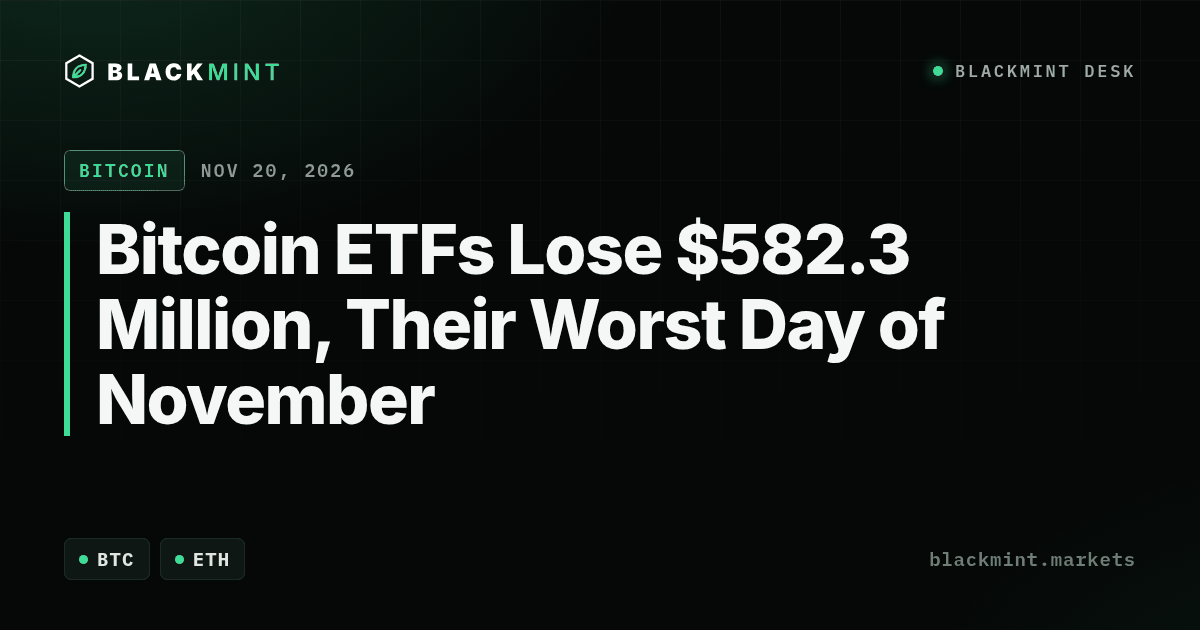 BLACKMINT
BLACKMINT DESK
BITCOIN
NOV 20, 2026
Bitcoin ETFs Lose $582.3
Million, Their Worst Day of
November
BTC
ETH
blackmint.markets